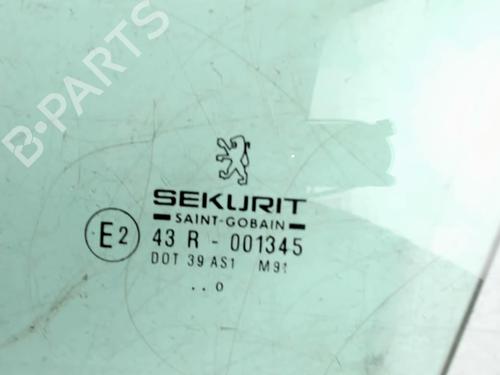 B-PARTS
SEKURIT
SAINT-GOBAIN
E2 43 R - 001345
DOT 39 AS1 M91
. . o